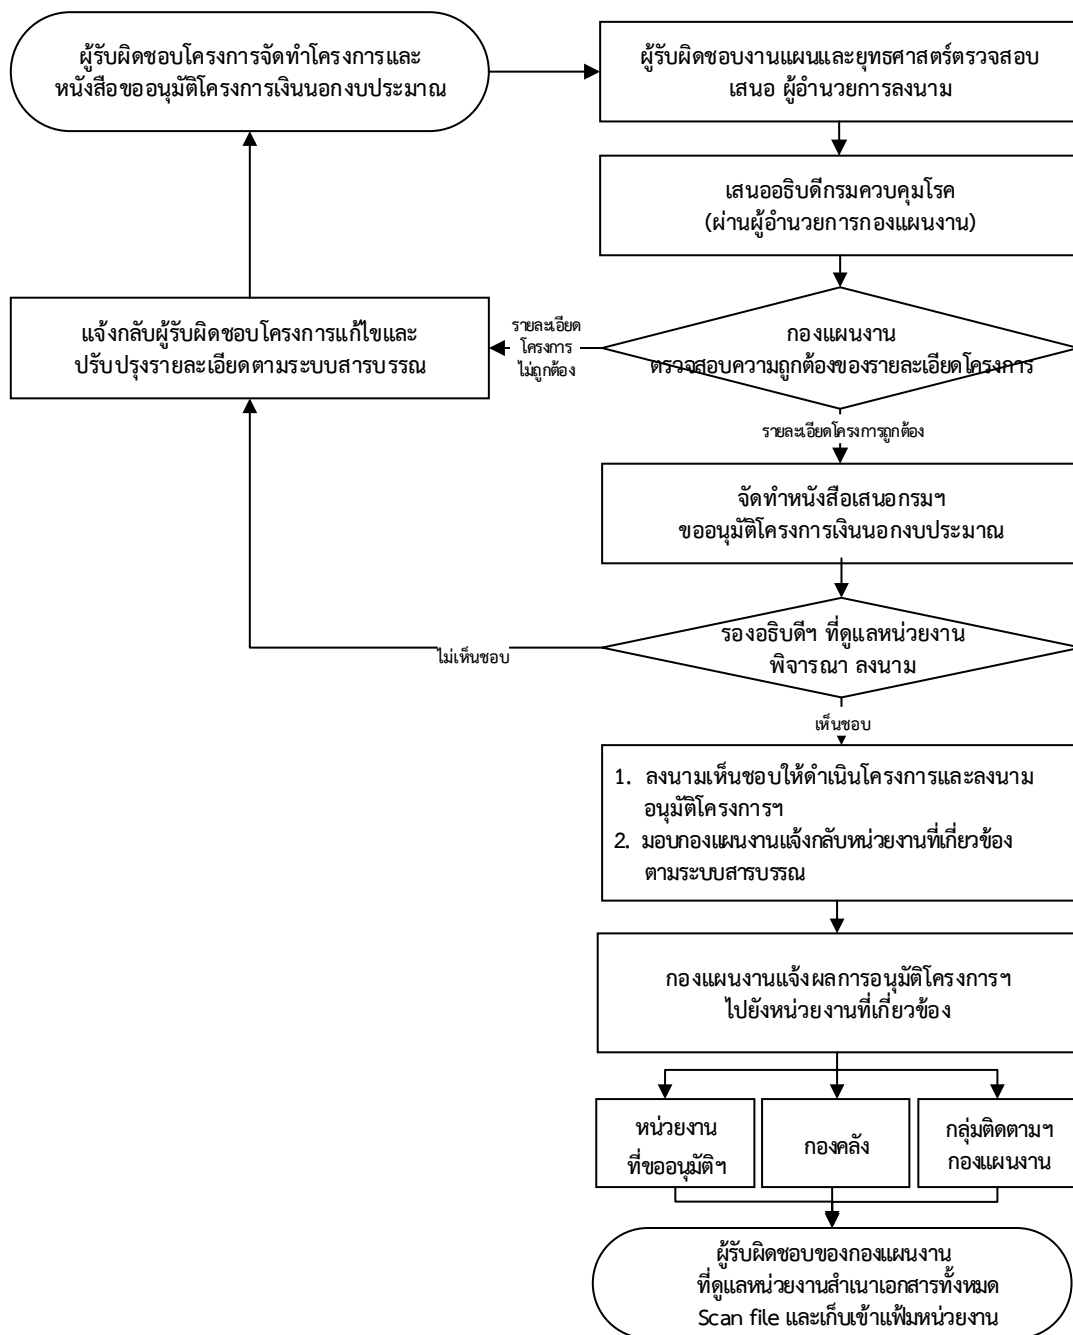 ผู้รับผิดชอบโครงการจัดทำโครงการและ
หนังสือขออนุมัติโครงการเงินนอกงบประมาณ
ผู้รับผิดชอบงานแผนและยุทธศาสตร์ตรวจสอบ
เสนอ ผู้อำนวยการลงนาม
เสนออธิบดีกรมควบคุมโรค
(ผ่านผู้อำนวยการกองแผนงาน)
กองแผนงาน
ตรวจสอบความถูกต้องของรายละเอียดโครงการ
รายละเอียด
โครงการ
ไม่ถูกต้อง
แจ้งกลับผู้รับผิดชอบโครงการแก้ไขและ
ปรับปรุงรายละเอียดตามระบบสารบรรณ
รายละเอียดโครงการถูกต้อง
จัดทำหนังสือเสนอกรมฯ
ขออนุมัติโครงการเงินนอกงบประมาณ
รองอธิบดีฯ ที่ดูแลหน่วยงาน
พิจารณา ลงนาม
ไม่เห็นชอบ
เห็นชอบ
1. ลงนามเห็นชอบให้ดำเนินโครงการและลงนาม
อนุมัติโครงการฯ
2. มอบกองแผนงานแจ้งกลับหน่วยงานที่เกี่ยวข้อง
ตามระบบสารบรรณ
กองแผนงานแจ้งผลการอนุมัติโครงการฯ
ไปยังหน่วยงานที่เกี่ยวข้อง
หน่วยงาน
ที่ขออนุมัติฯ
กองคลัง
กลุ่มติดตามฯ
กองแผนงาน
ผู้รับผิดชอบของกองแผนงาน
ที่ดูแลหน่วยงานสำเนาเอกสารทั้งหมด
Scan file และเก็บเข้าแฟ้มหน่วยงาน